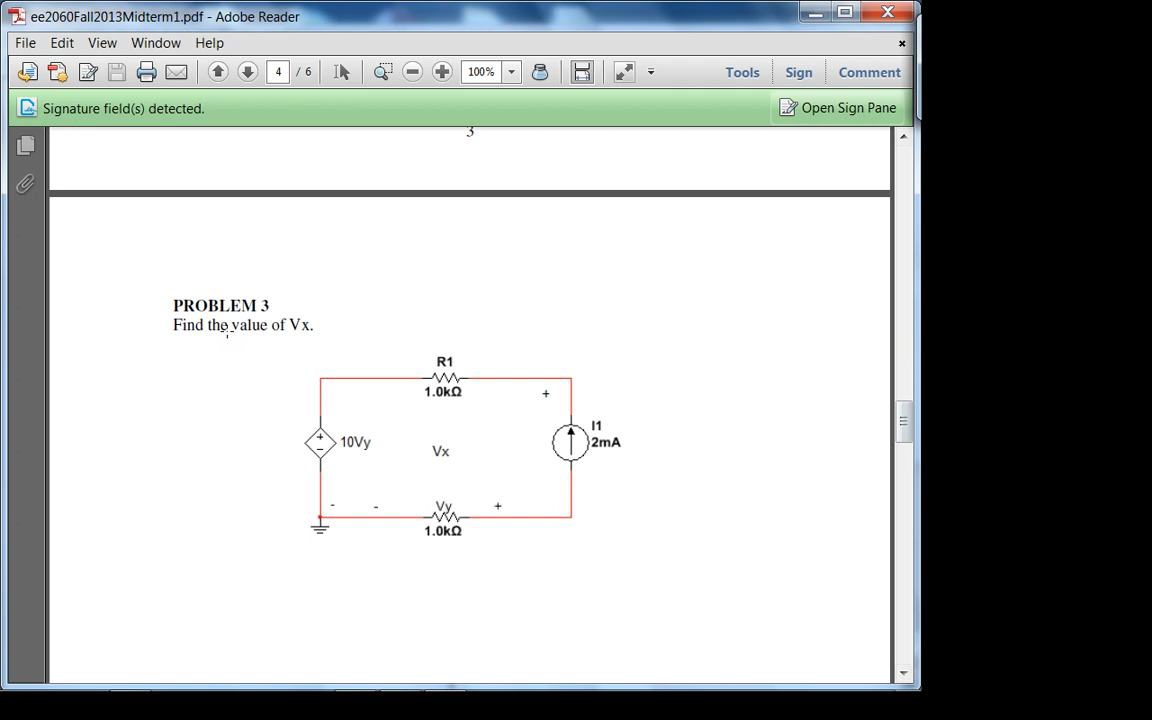 ee2060Fall2013Midterm1.pdf - Adobe Reader
File Edit View Window Help
4 / 6 100% Tools Sign Comment
Signature field(s) detected. Open Sign Pane
3
PROBLEM 3
Find the value of Vx.
R1
1.0kΩ
+
I1
2mA
+
−
10Vy
Vx
- - Vy +
1.0kΩ